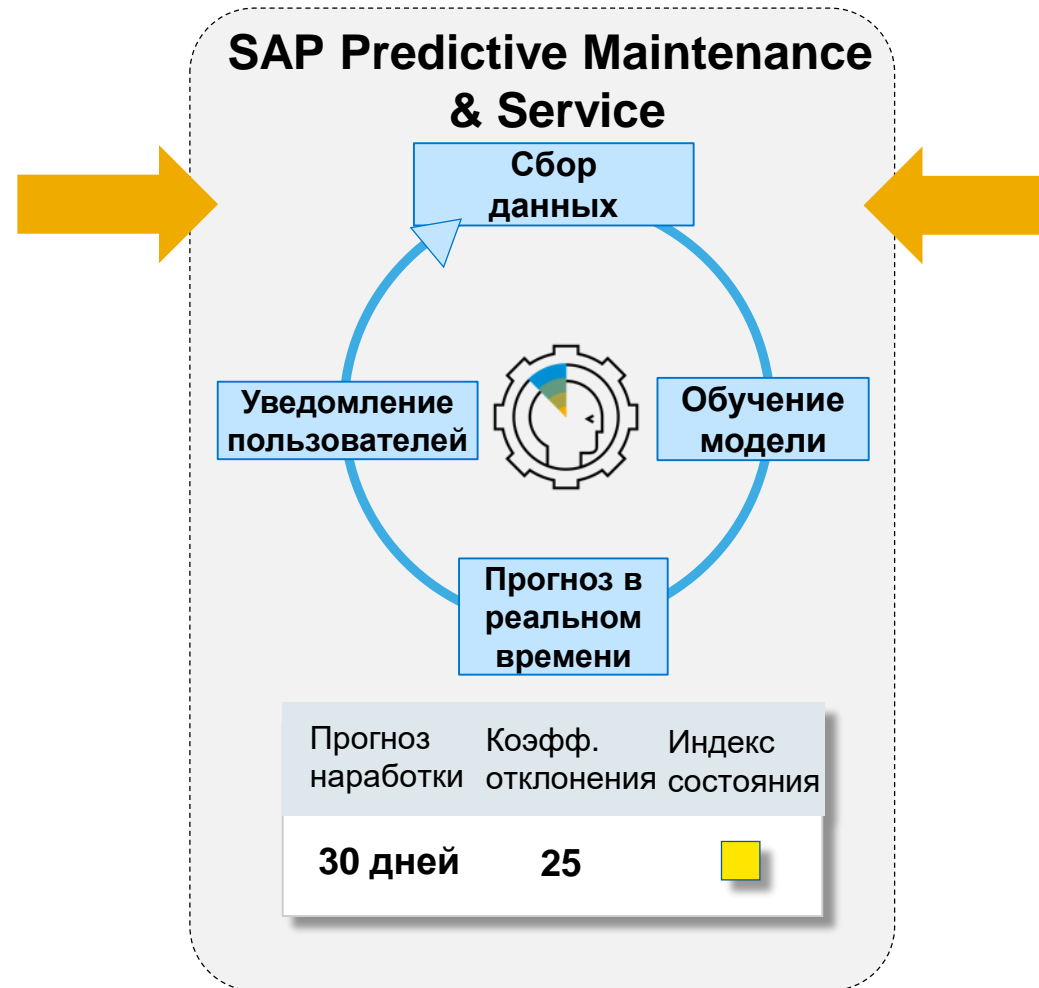 SAP Predictive Maintenance
& Service
Сбор
данных
Уведомление
пользователей
Обучение
модели
Прогноз в
реальном
времени
Прогноз
наработки
Коэфф.
отклонения
Индекс
состояния
30 дней
25